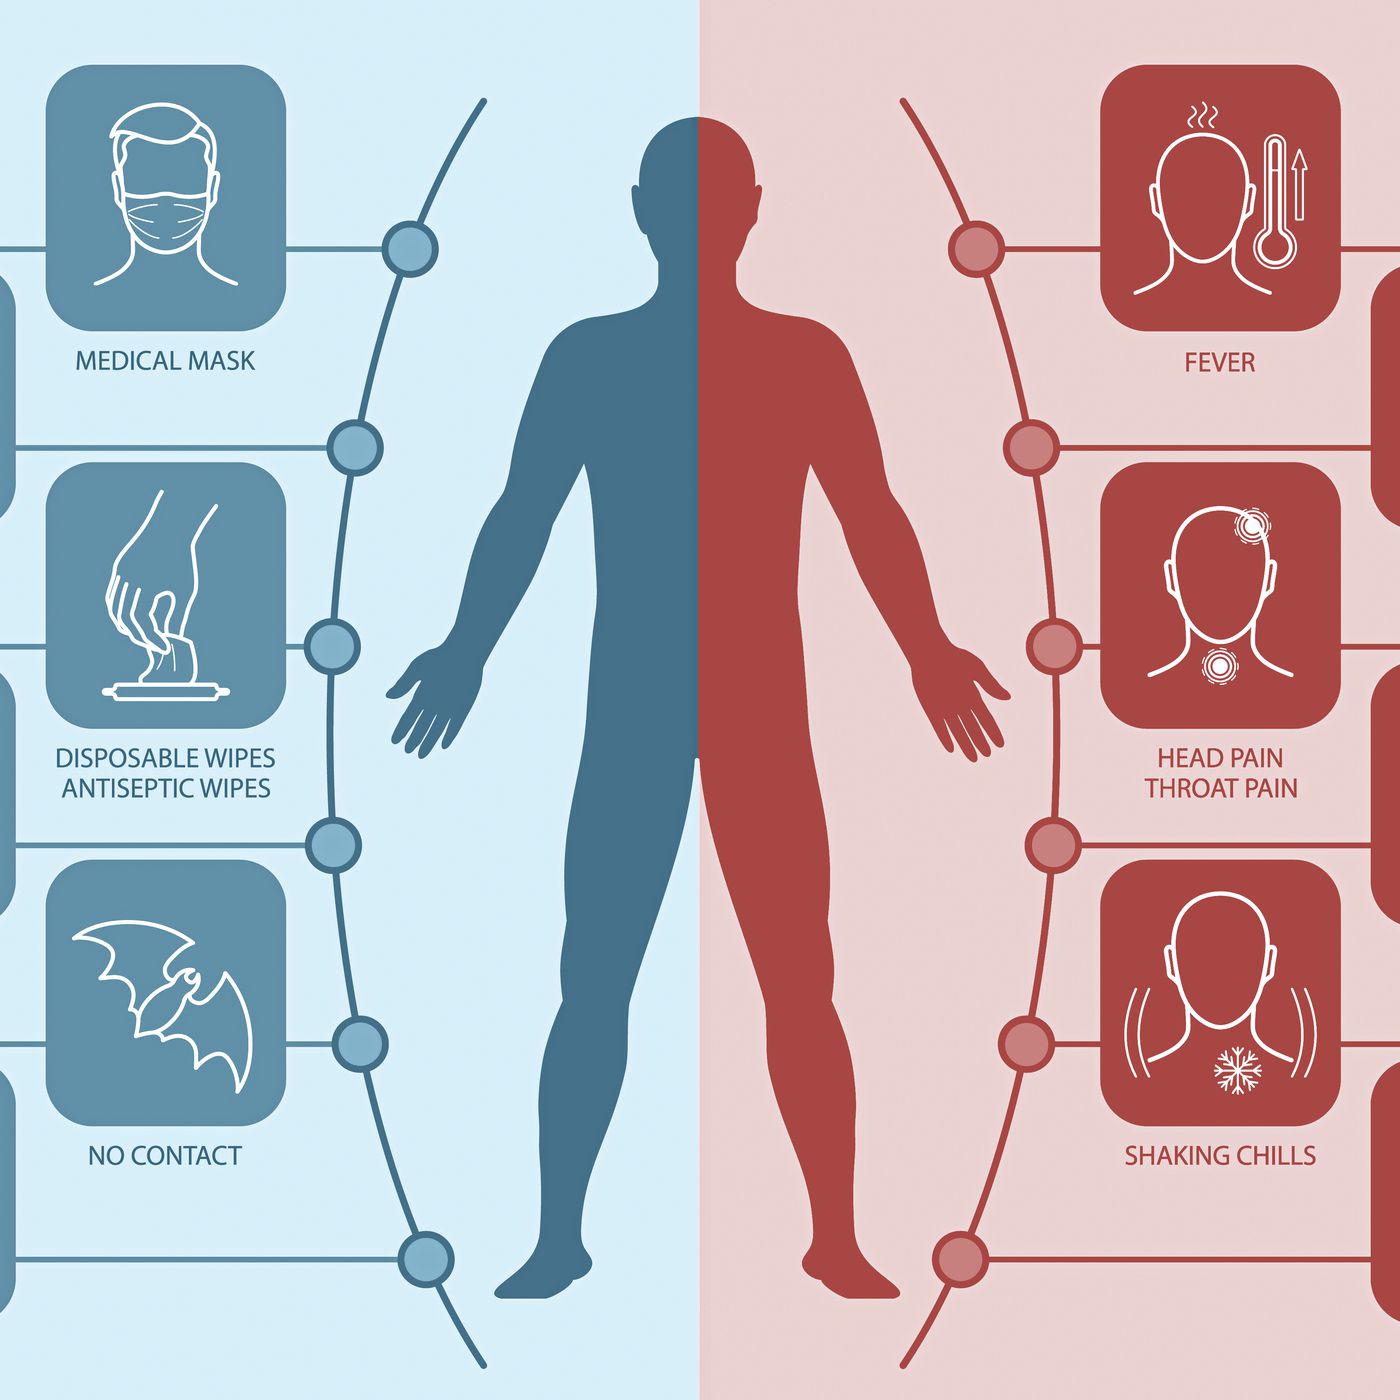 MEDICAL MASK
DISPOSABLE WIPES
ANTISEPTIC WIPES
NO CONTACT
FEVER
HEAD PAIN
THROAT PAIN
SHAKING CHILLS